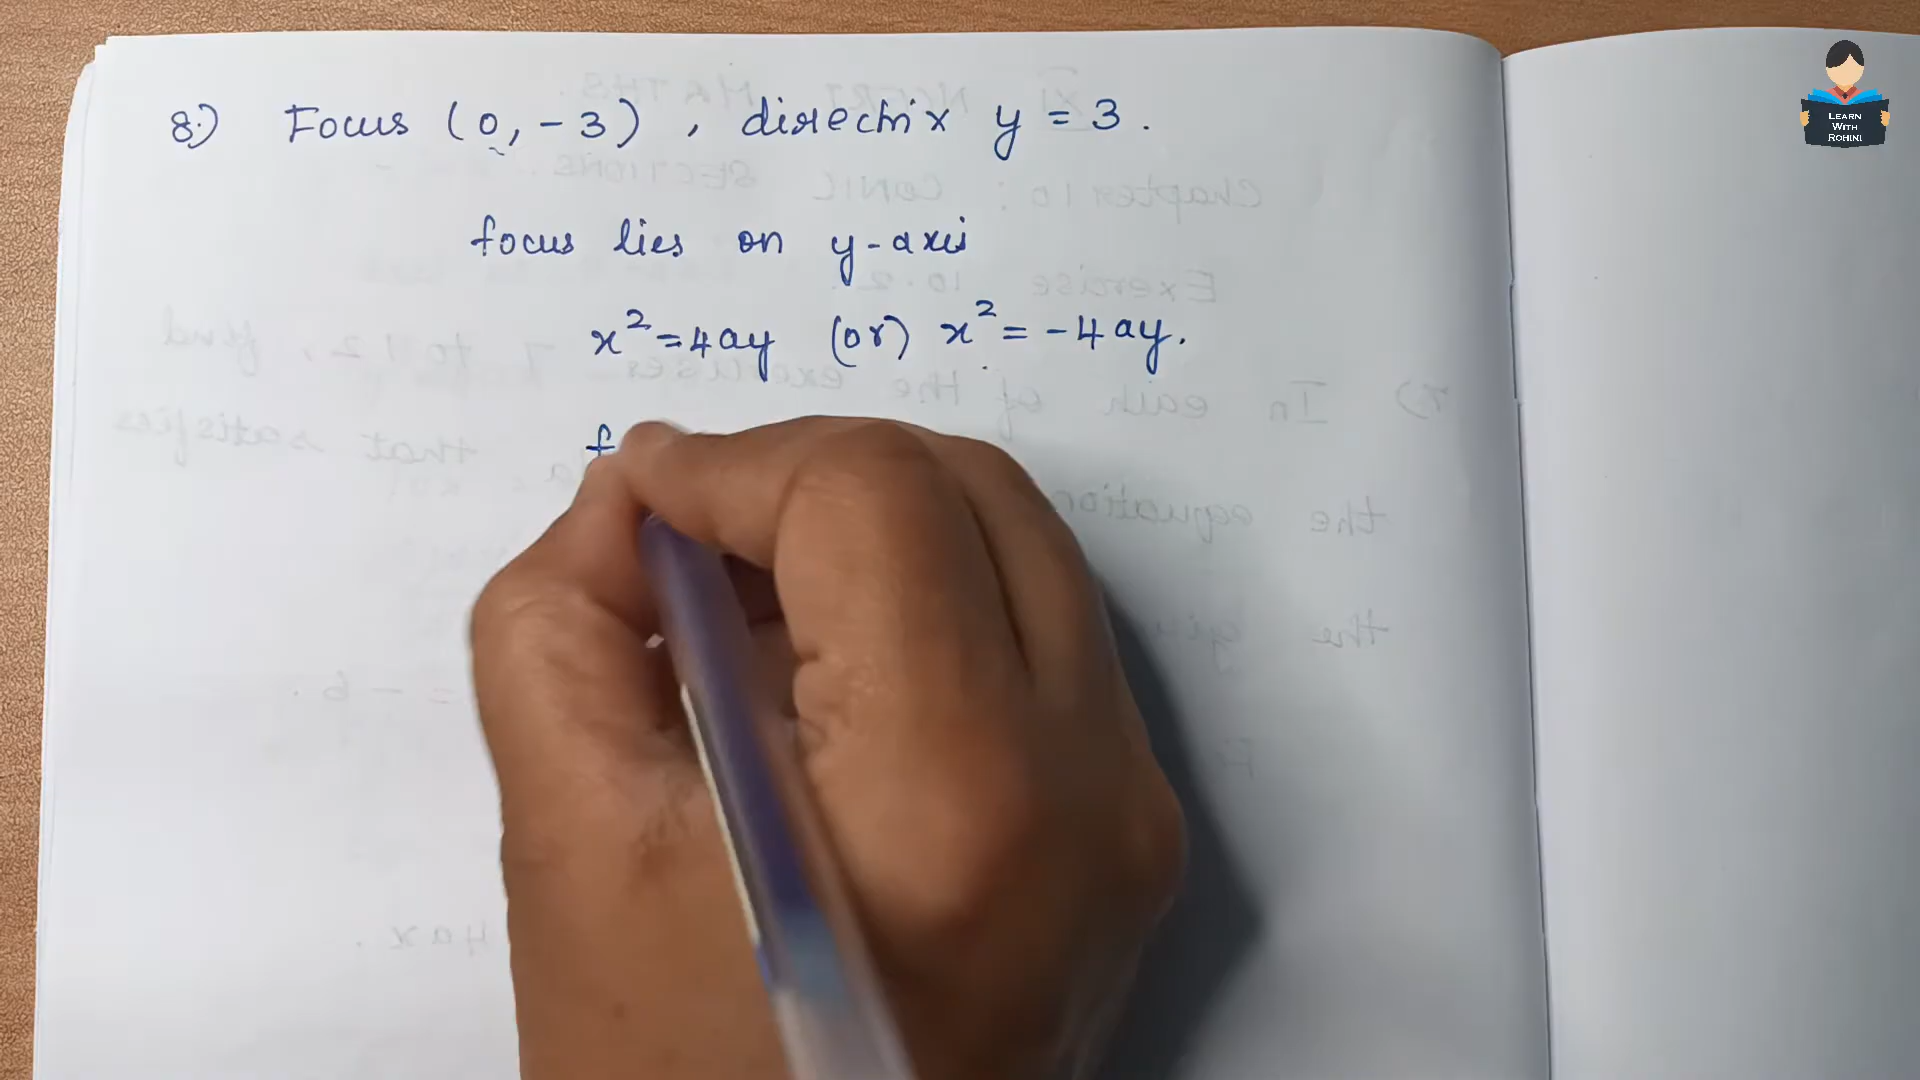 8.) Focus (0, -3) , directrix y = 3 .
focus lies on y-axis
x² = 4ay (or) x² = -4ay.
f
LEARN
WITH
ROHINI